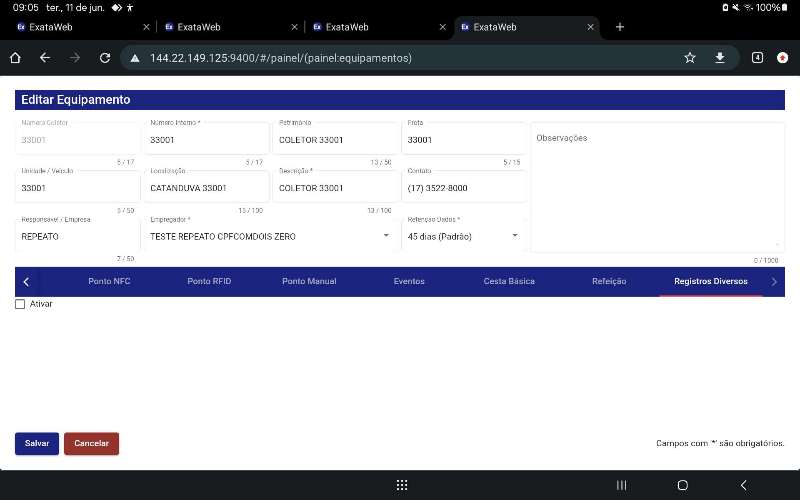 09:05 ter., 11 de jun. 100%
ExataWeb ExataWeb ExataWeb ExataWeb
144.22.149.125:9400/#/painel/(painel:equipamentos) 4
Editar Equipamento
Número Coletor Número Interno * Patrimônio Frota
33001 33001 COLETOR 33001 33001 Observações
5 / 17 5 / 17 13 / 50 5 / 15
Unidade / Veículo Localização Descrição * Contato
33001 CATANDUVA 33001 COLETOR 33001 (17) 3522-8000
5 / 50 15 / 100 13 / 100
Responsável / Empresa Empregador * Retenção Dados *
REPEATO TESTE REPEATO CPFCOMDOIS ZERO 45 dias (Padrão)
7 / 50 0 / 1000
Ponto NFC Ponto RFID Ponto Manual Eventos Cesta Básica Refeição Registros Diversos
Ativar
Salvar Cancelar Campos com '*' são obrigatórios.